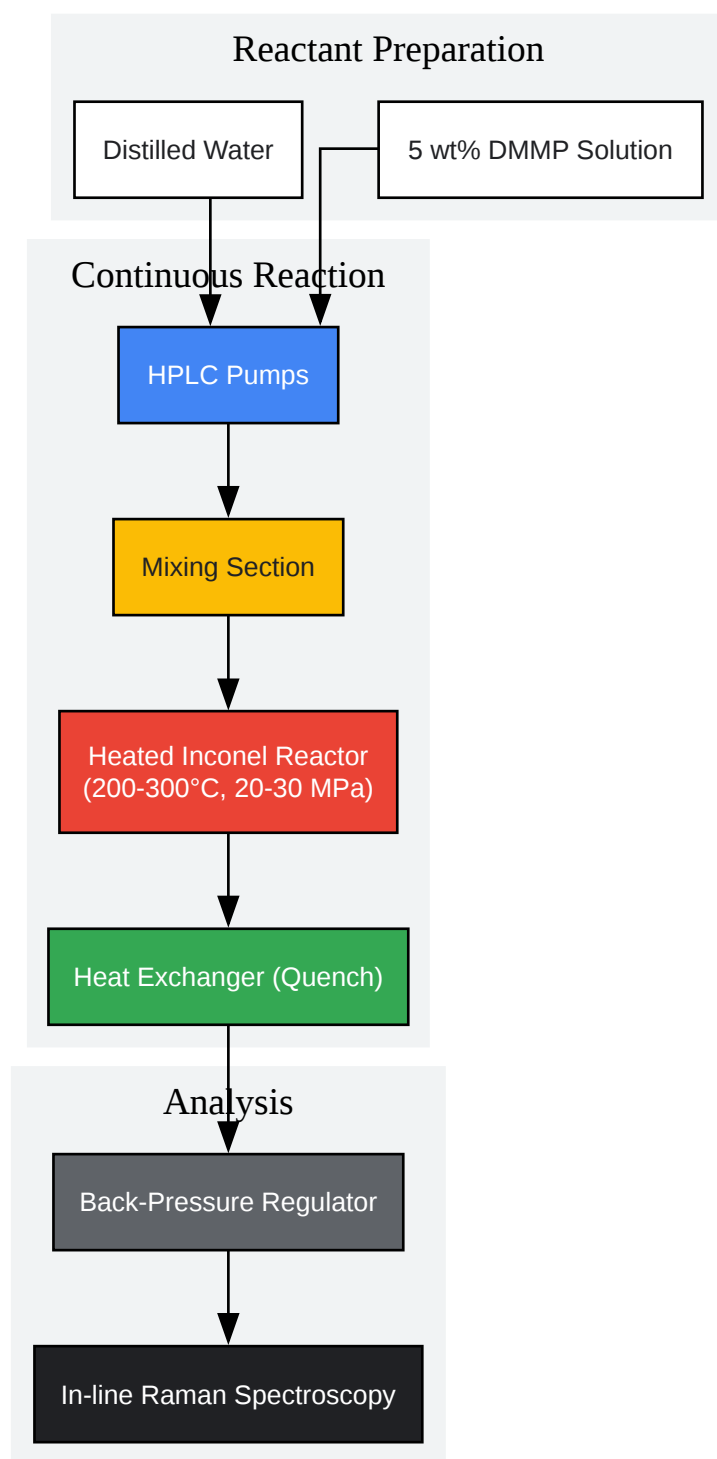 Reactant Preparation
Distilled Water
5 wt% DMMP Solution
Continuous Reaction
HPLC Pumps
Mixing Section
Heated Inconel Reactor
(200-300°C, 20-30 MPa)
Heat Exchanger (Quench)
Analysis
Back-Pressure Regulator
In-line Raman Spectroscopy